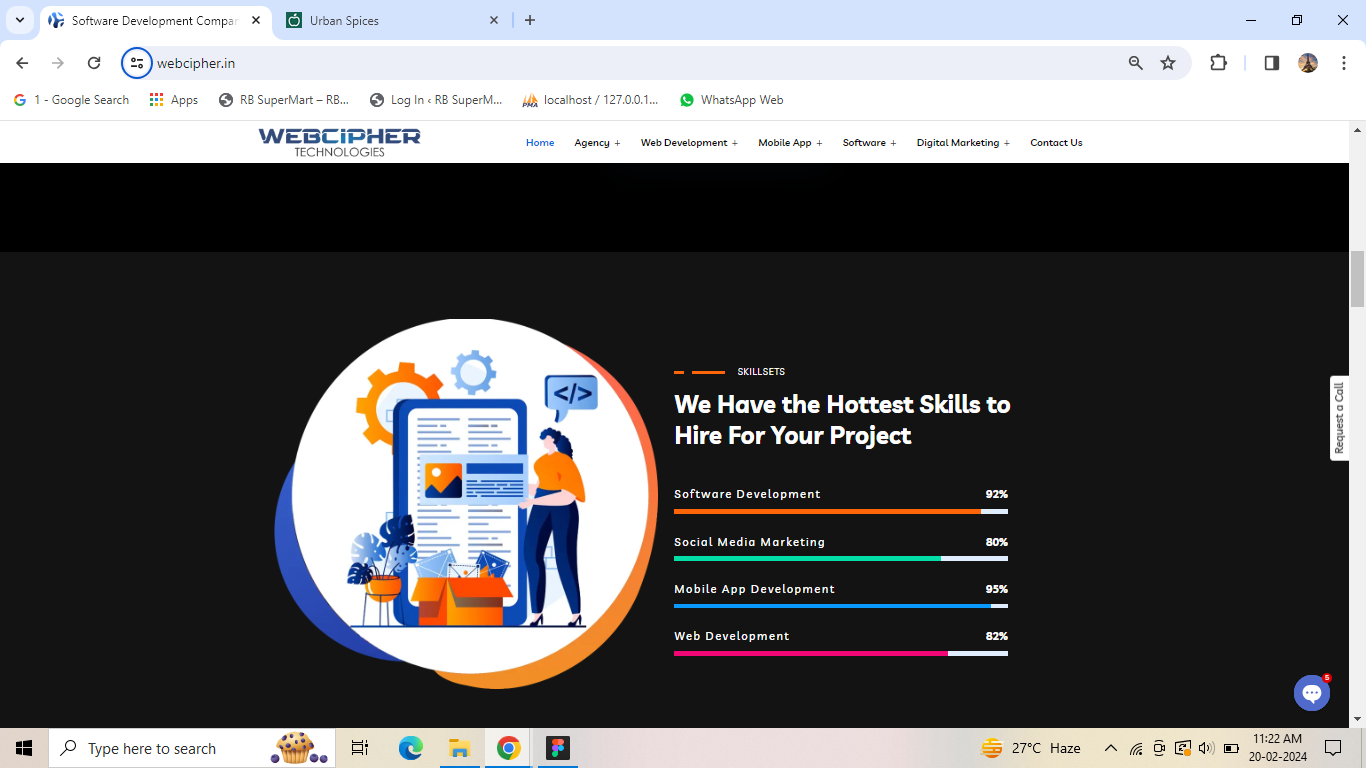 Software Development Compar
Urban Spices
webcipher.in
1 - Google Search
Apps
RB SuperMart – RB...
Log In ‹ RB SuperM...
PMA
localhost / 127.0.0.1...
WhatsApp Web
WEBCIPHER
TECHNOLOGIES
Home
Agency +
Web Development +
Mobile App +
Software +
Digital Marketing +
Contact Us
</>
SKILLSETS
We Have the Hottest Skills to
Hire For Your Project
Software Development 92%
Social Media Marketing 80%
Mobile App Development 95%
Web Development 82%
Request a Call
5
Type here to search
27°C Haze
11:22 AM
20-02-2024